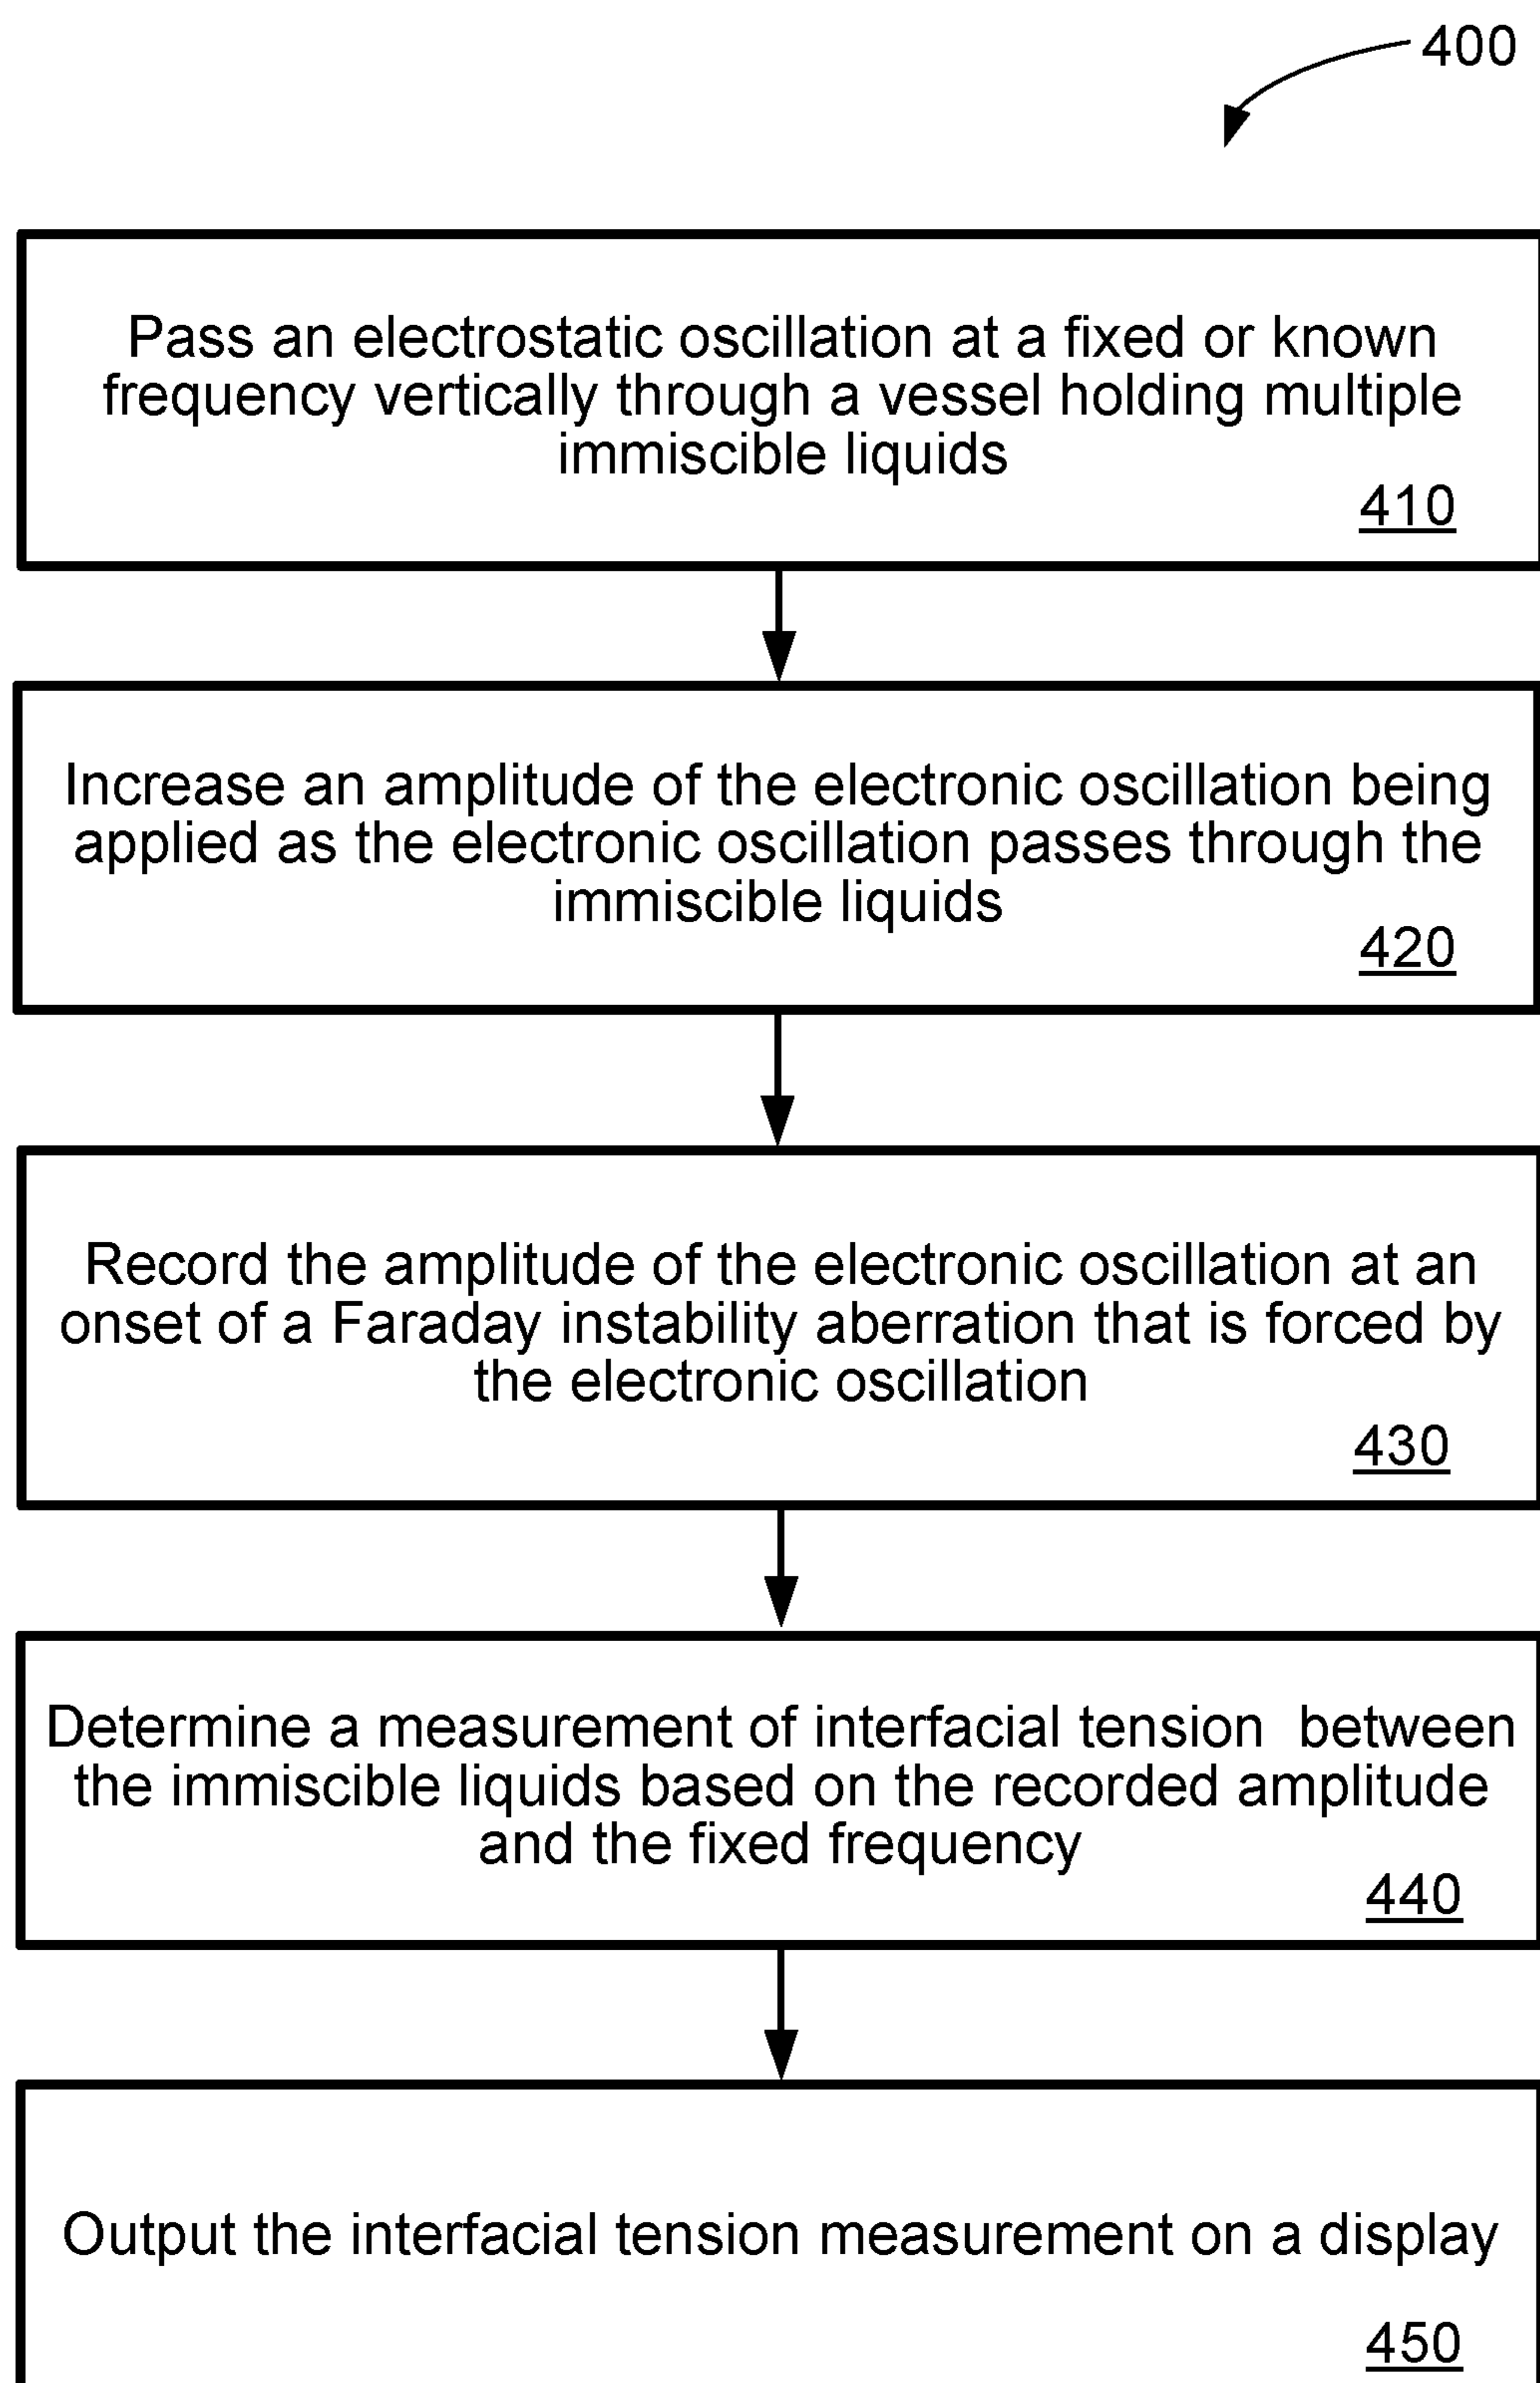 400
Pass an electrostatic oscillation at a fixed or known
frequency vertically through a vessel holding multiple
immiscible liquids
410
Increase an amplitude of the electronic oscillation being
applied as the electronic oscillation passes through the
immiscible liquids
420
Record the amplitude of the electronic oscillation at an
onset of a Faraday instability aberration that is forced by
the electronic oscillation
430
Determine a measurement of interfacial tension  between
the immiscible liquids based on the recorded amplitude
and the fixed frequency
440
Output the interfacial tension measurement on a display
450